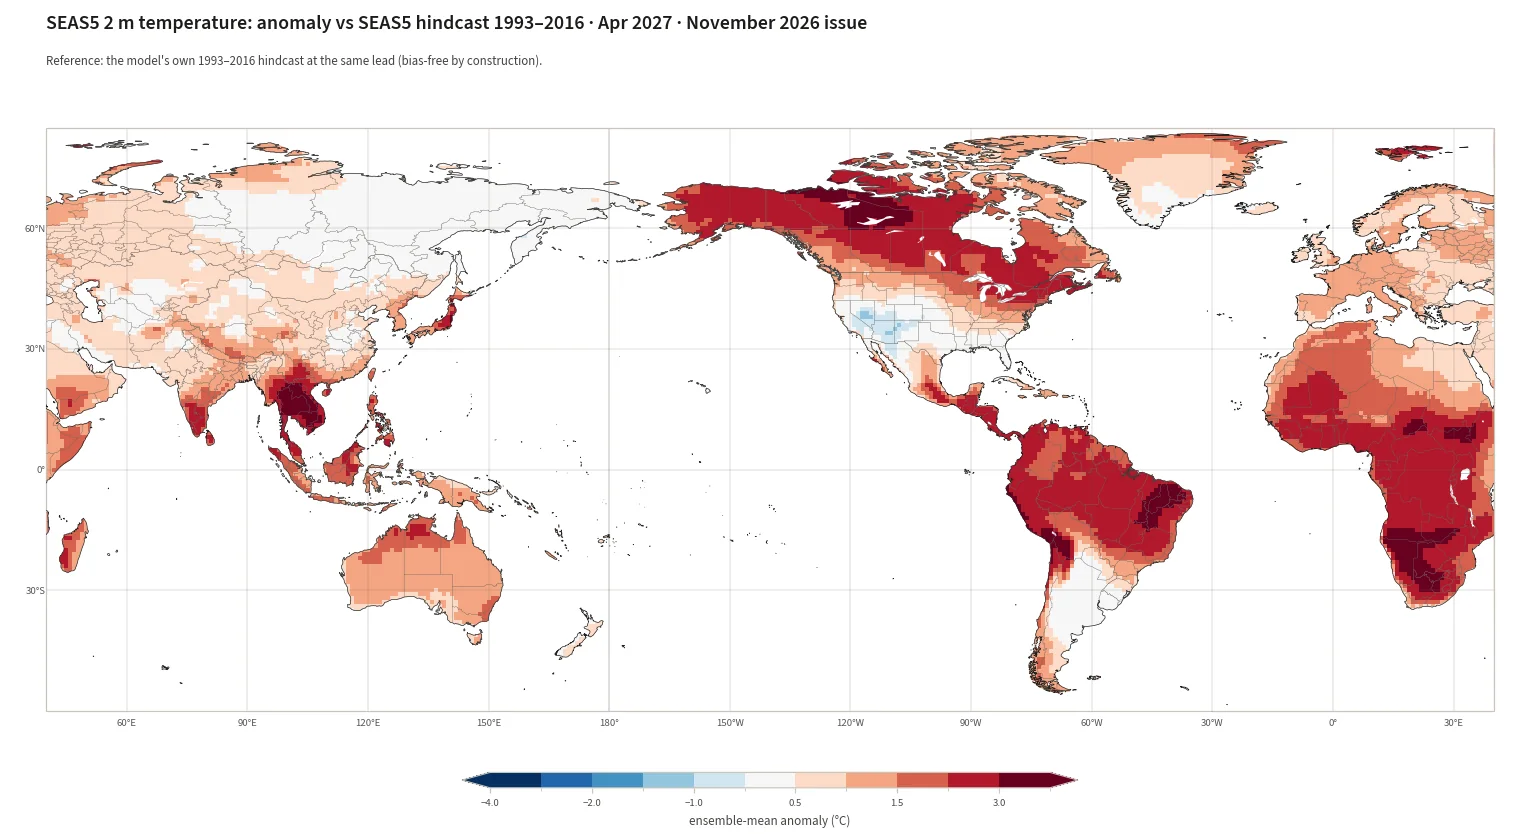 SEAS5 2 m temperature: anomaly vs SEAS5 hindcast 1993–2016 · Apr 2027 · November 2026 issue
Reference: the model's own 1993–2016 hindcast at the same lead (bias-free by construction).
60°N
30°N
0°
30°S
60°E 90°E 120°E 150°E 180° 150°W 120°W 90°W 60°W 30°W 0° 30°E
−4.0 −2.0 −1.0 0.5 1.5 3.0
ensemble-mean anomaly (°C)